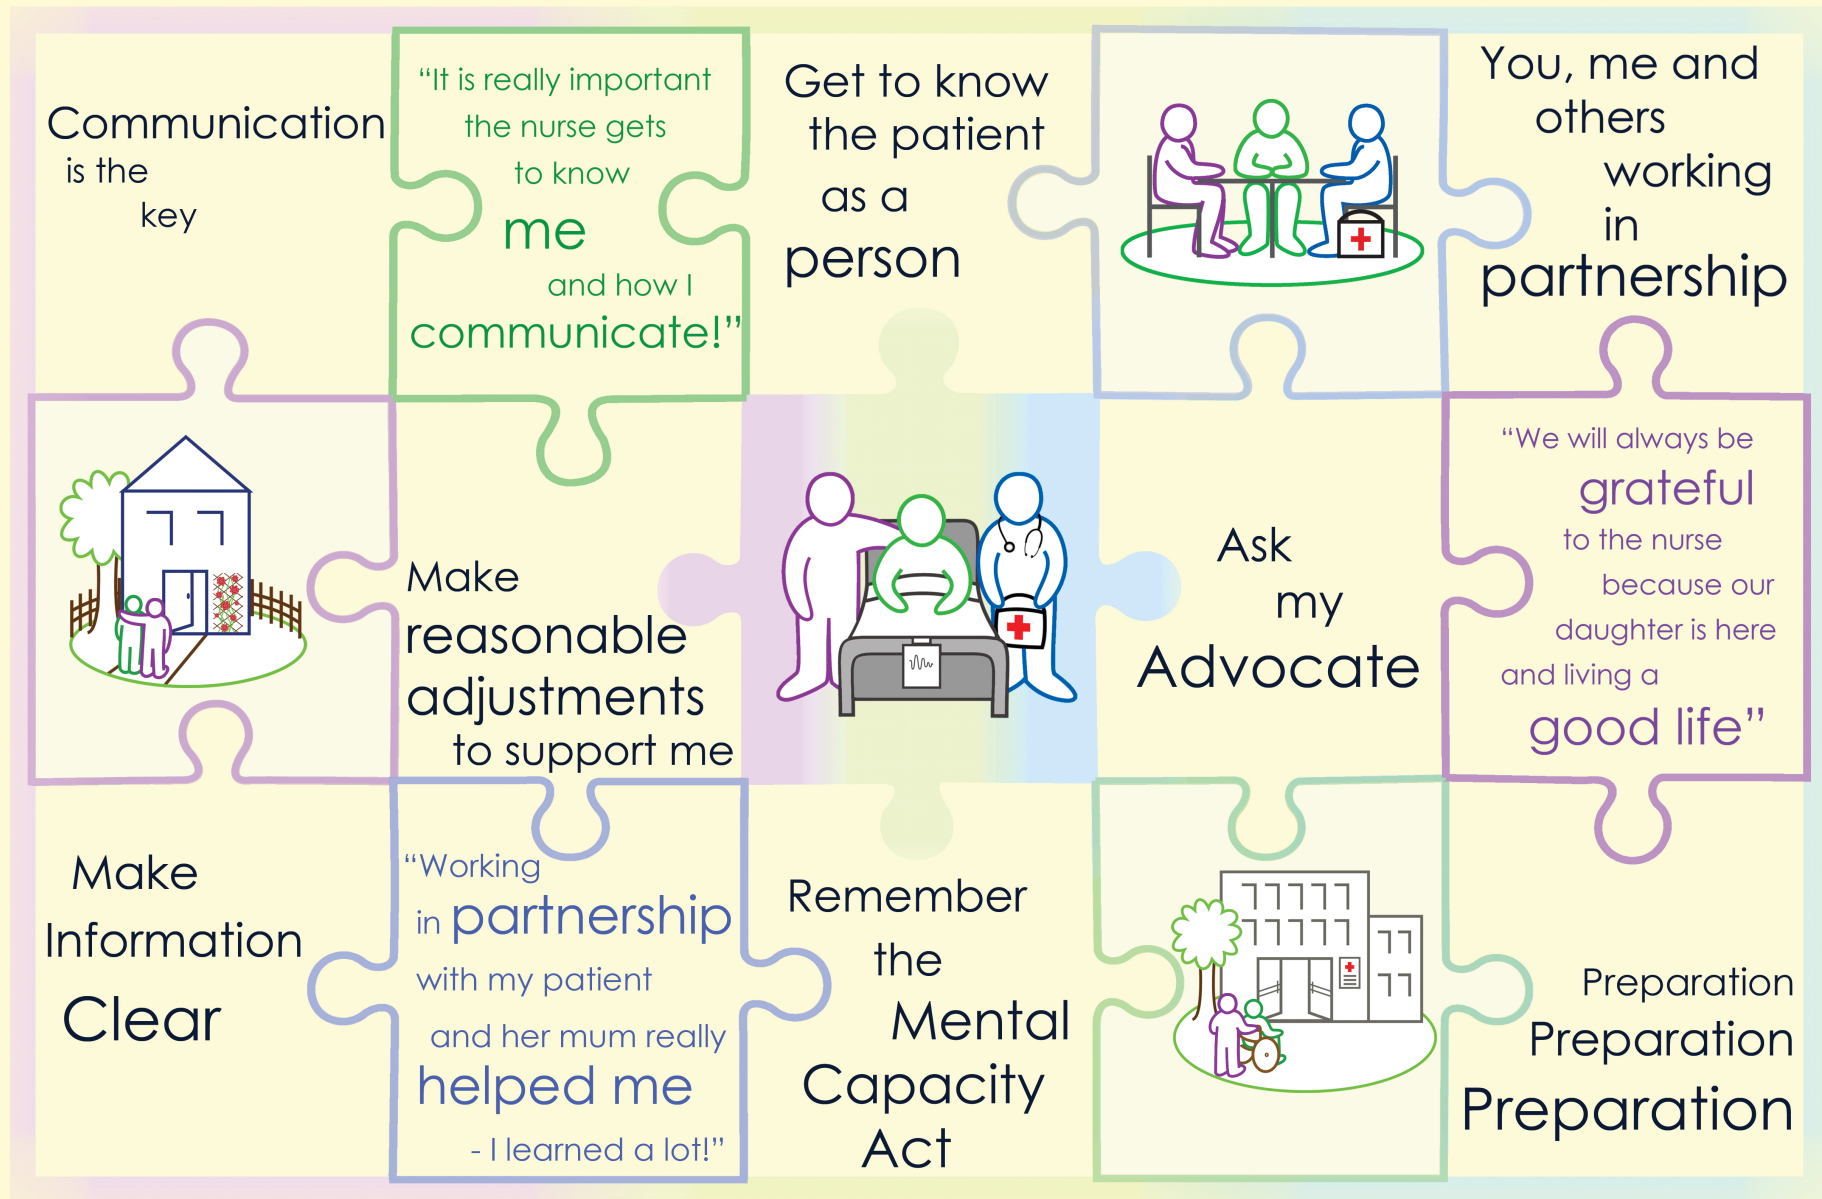 Communication
is the
key
“It is really important
the nurse gets
to know
me
and how I
communicate!”
Get to know
the patient
as a
person
You, me and
others
working
in
partnership
Make
reasonable
adjustments
to support me
Ask
my
Advocate
“We will always be
grateful
to the nurse
because our
daughter is here
and living a
good life”
Make
Information
Clear
“Working
in partnership
with my patient
and her mum really
helped me
- I learned a lot!”
Remember
the
Mental
Capacity
Act
Preparation
Preparation
Preparation